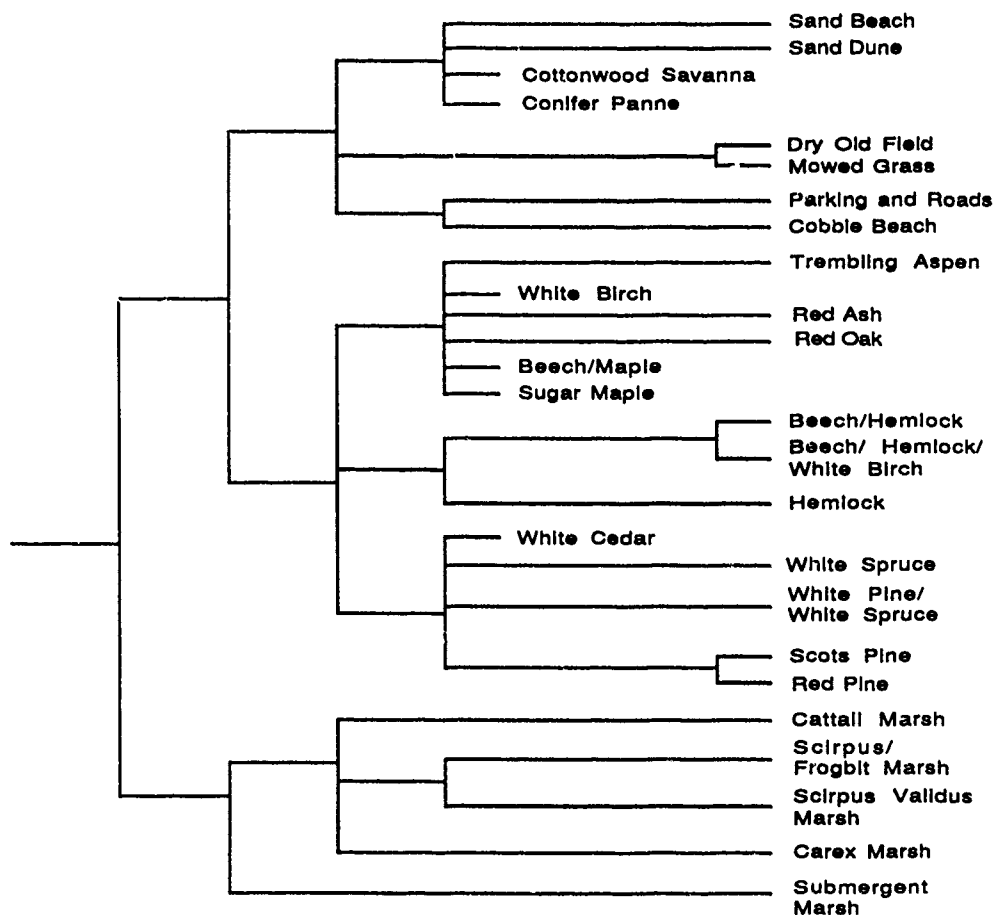 Sand Beach
Sand Dune
Cottonwood Savanna
Conifer Panne
Dry Old Field
Mowed Grass
Parking and Roads
Cobble Beach
Trembling Aspen
White Birch
Red Ash
Red Oak
Beech/Maple
Sugar Maple
Beech/Hemlock
Beech/ Hemlock/
White Birch
Hemlock
White Cedar
White Spruce
White Pine/
White Spruce
Scots Pine
Red Pine
Cattail Marsh
Scirpus/
Frogbit Marsh
Scirpus Validus
Marsh
Carex Marsh
Submergent
Marsh